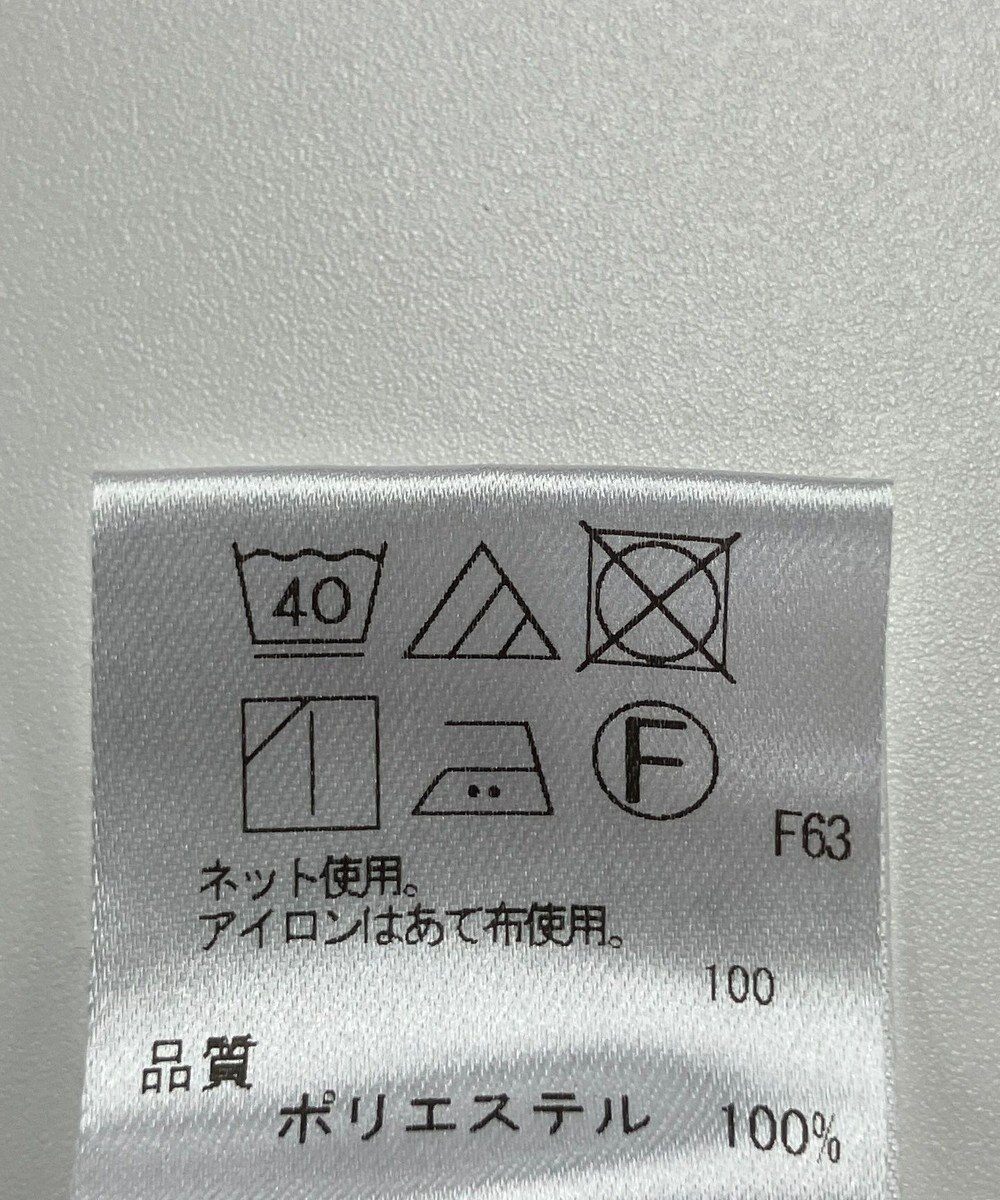 40
F
F63
ネット使用。
アイロンはあて布使用。
100
品質
ポリエステル 100%